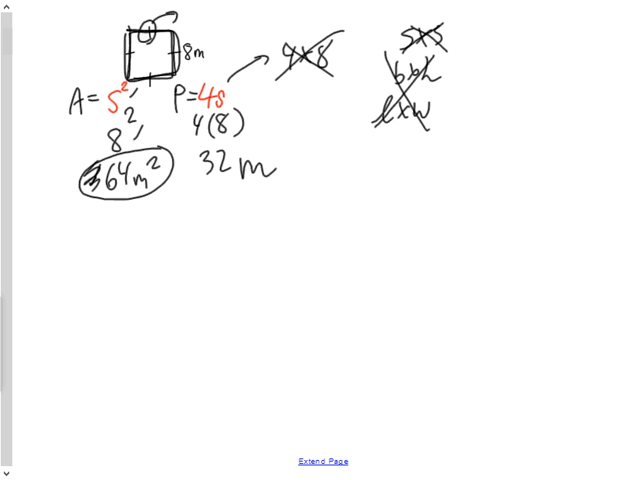 8m
A = s² P = 4s
8² 4(8)
64m² 32 m
4x8
sxs
bxh
lxw
Extend Page